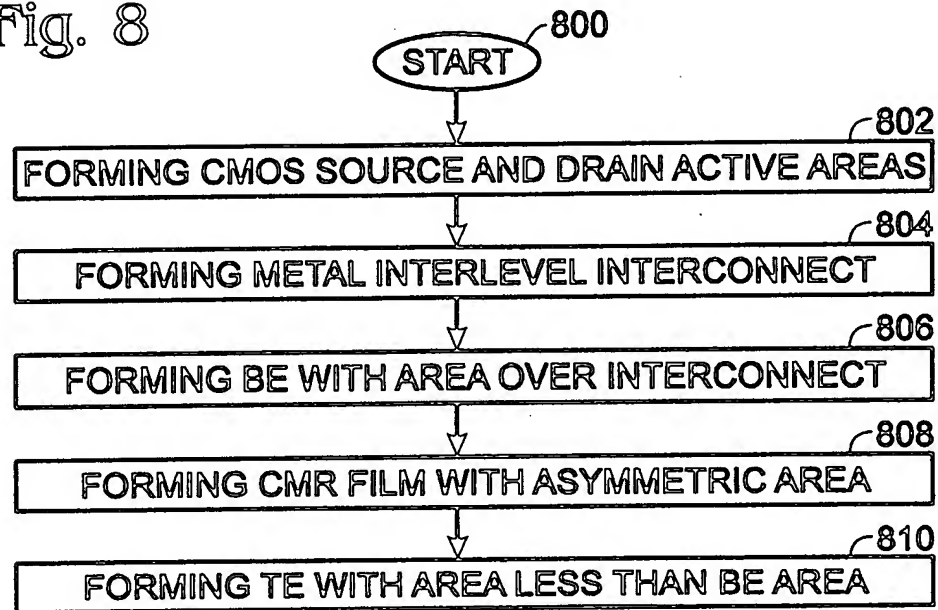 Fig. 8
800
START
802
FORMING CMOS SOURCE AND DRAIN ACTIVE AREAS
804
FORMING METAL INTERLEVEL INTERCONNECT
806
FORMING BE WITH AREA OVER INTERCONNECT
808
FORMING CMR FILM WITH ASYMMETRIC AREA
810
FORMING TE WITH AREA LESS THAN BE AREA